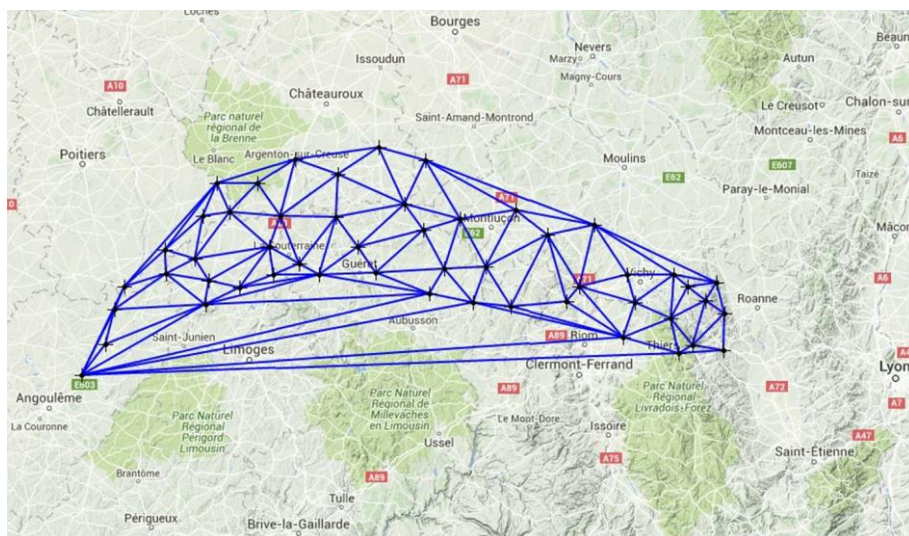 Loches
Bourges
Nevers
Beaun
Issoudun
Marzy
Autun
A71
Magny-Cours
A10
Châteauroux
Le Creusot
Chalon-sur
Châtellerault
Saint-Amand-Montrond
Parc naturel
régional de
la Brenne
Montceau-les-Mines
A6
Poitiers
Le Blanc
Argenton-sur-Creuse
Moulins
E607
E62
Taizé
Paray-le-Monial
A71
Montluçon
Mâcon
E62
La Souterraine
Guéret
Vichy
A71
A6
Roanne
Aubusson
Saint-Junien
A89
Riom
Limoges
Thiers
Clermont-Ferrand
Lyon
E603
Angoulême
A89
A72
La Couronne
Parc Naturel
Régional
Périgord
Limousin
Parc Naturel
Régional de
Millevaches
en Limousin
Le Mont-Dore
Issoire
Parc Naturel
Régional
Livradois-Forez
A7
Ussel
A47
Saint-Étienne
A75
Brantôme
A89
Tulle
Périgueux
Brive-la-Gaillarde